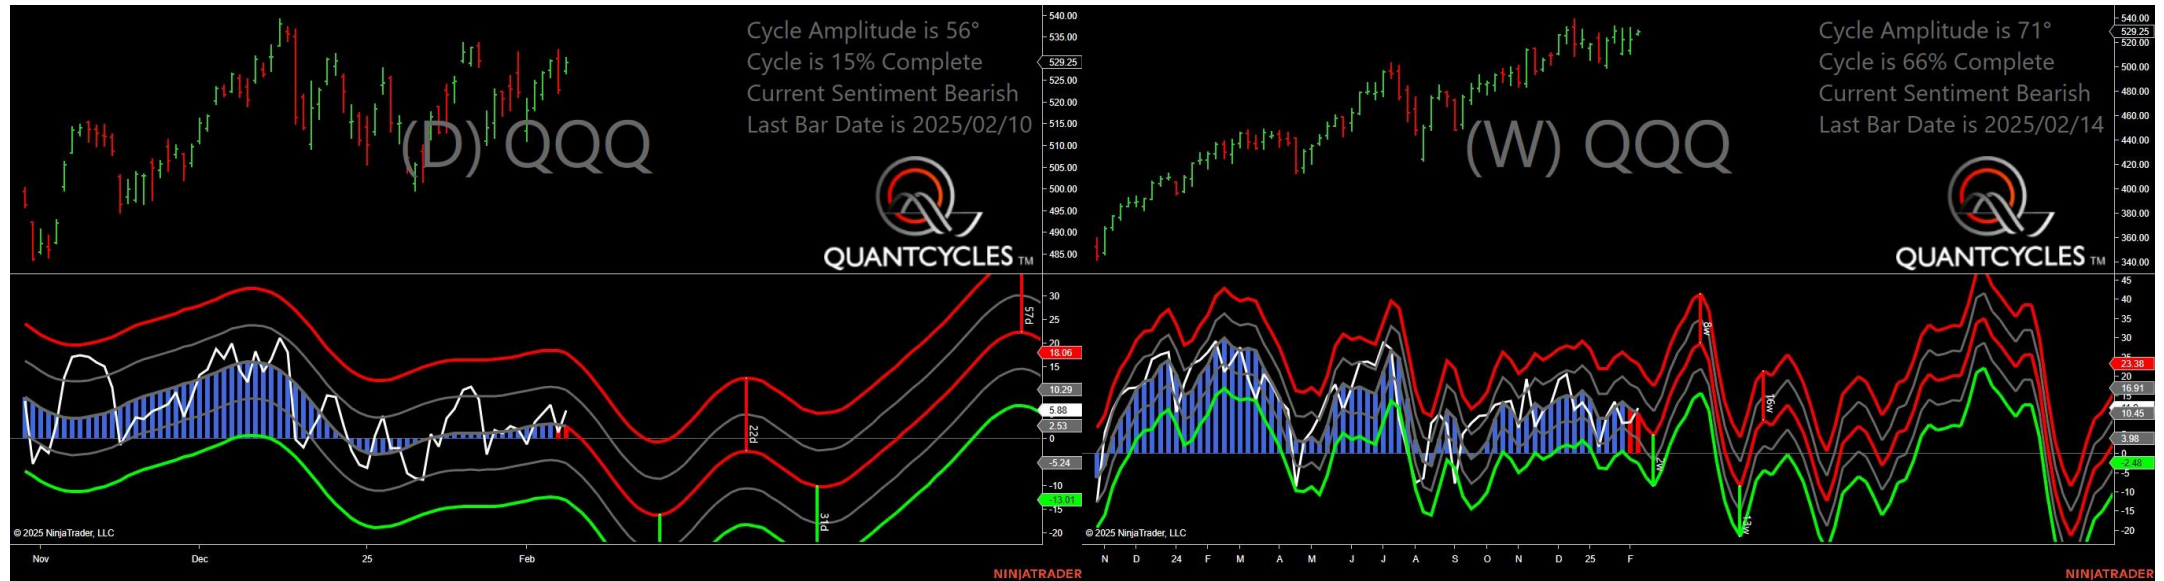 Cycle Amplitude is 56°
Cycle is 15% Complete
Current Sentiment Bearish
Last Bar Date is 2025/02/10
(D) QQQ
QUANTCYCLES TM
540.00
535.00
529.25
525.00
520.00
515.00
510.00
505.00
500.00
495.00
490.00
485.00
57d
22d
31d
30
25
20
18.06
15
10.29
5.88
2.53
0
-5.24
-10
-13.01
-15
-20
© 2025 NinjaTrader, LLC
Nov
Dec
25
Feb
NINJATRADER
Cycle Amplitude is 71°
Cycle is 66% Complete
Current Sentiment Bearish
Last Bar Date is 2025/02/14
(W) QQQ
QUANTCYCLES TM
540.00
529.25
520.00
500.00
480.00
460.00
440.00
420.00
400.00
380.00
360.00
340.00
8w
16w
2w
13w
45
40
35
30
25
23.38
20
16.91
15
10.45
3.98
0
-2.48
-5
-10
-15
-20
© 2025 NinjaTrader, LLC
N
D
24
F
M
A
M
J
J
A
S
O
N
D
25
F
NINJATRADER